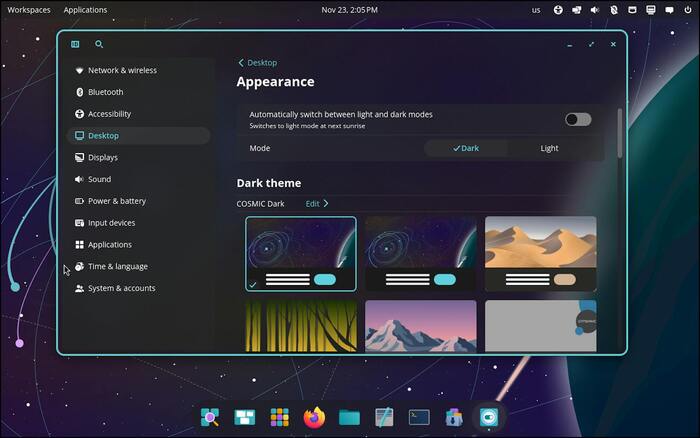 Workspaces Applications Nov 23, 2:05 PM us
Network & wireless
Bluetooth
Accessibility
Desktop
Displays
Sound
Power & battery
Input devices
Applications
Time & language
System & accounts
Desktop
Appearance
Automatically switch between light and dark modes
Switches to light mode at next sunrise
Mode Dark Light
Dark theme
COSMIC Dark Edit